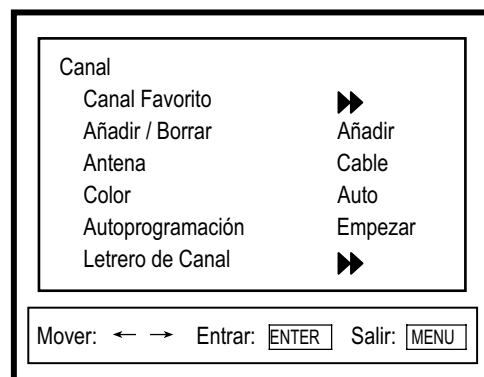 Canal
Canal Favorito
Añadir / Borrar Añadir
Antena Cable
Color Auto
Autoprogramación Empezar
Letrero de Canal
Mover: ← → Entrar: ENTER Salir: MENU